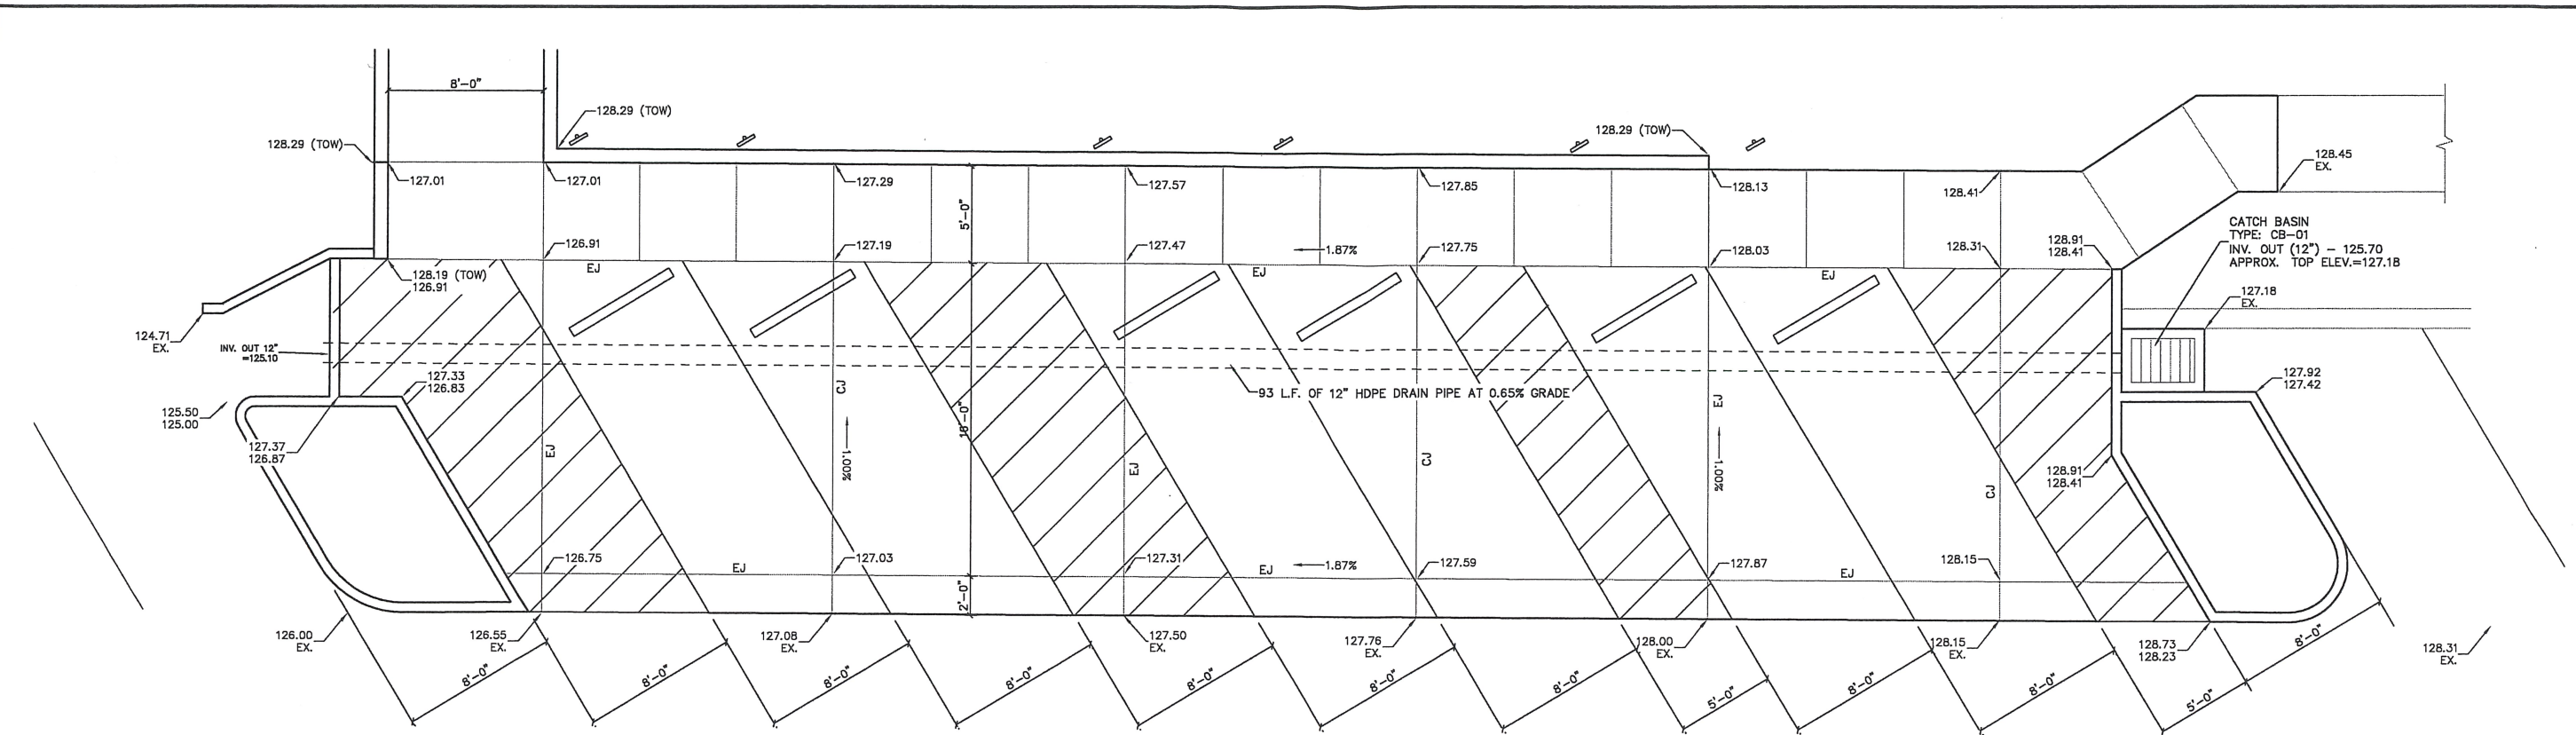 8'-0"
128.29 (TOW)
128.29 (TOW)
128.29 (TOW)
127.01
127.01
127.29
127.57
127.85
128.13
128.41
128.45
EX.
5'-0"
CATCH BASIN
TYPE: CB-01
INV. OUT (12") - 125.70
APPROX. TOP ELEV.=127.18
126.91
127.19
127.47
1.87%
127.75
128.03
128.31
128.91
128.41
128.19 (TOW)
126.91
EJ
EJ
EJ
127.18
EX.
124.71
EX.
INV. OUT 12"
=125.10
127.33
126.83
CJ
93 L.F. OF 12" HDPE DRAIN PIPE AT 0.65% GRADE
EJ
127.92
127.42
125.50
125.00
127.37
126.87
EJ
1.00%
18'-0"
EJ
CJ
1.00%
CJ
128.91
128.41
126.75
EJ
127.03
127.31
EJ
1.87%
127.59
127.87
EJ
128.15
2'-0"
126.00
EX.
126.55
EX.
127.08
EX.
127.50
EX.
127.76
EX.
128.00
EX.
128.15
EX.
128.73
128.23
128.31
EX.
8'-0"
8'-0"
8'-0"
8'-0"
8'-0"
8'-0"
8'-0"
5'-0"
8'-0"
8'-0"
5'-0"
8'-0"